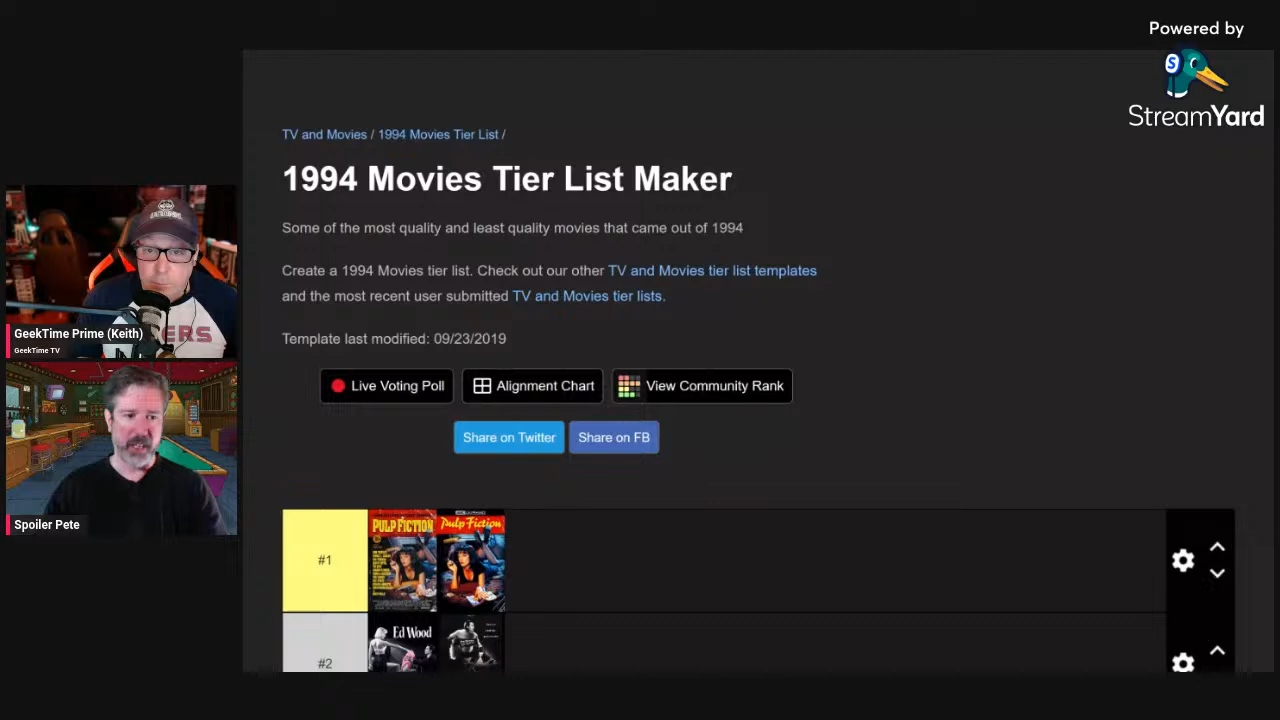 Powered by
StreamYard
TV and Movies / 1994 Movies Tier List /
1994 Movies Tier List Maker
Some of the most quality and least quality movies that came out of 1994
Create a 1994 Movies tier list. Check out our other TV and Movies tier list templates
and the most recent user submitted TV and Movies tier lists.
Template last modified: 09/23/2019
Live Voting Poll
Alignment Chart
View Community Rank
Share on Twitter
Share on FB
ERS
GeekTime Prime (Keith)
GeekTime TV
Spoiler Pete
#1
PULP FICTION
Pulp Fiction
#2
Ed Wood